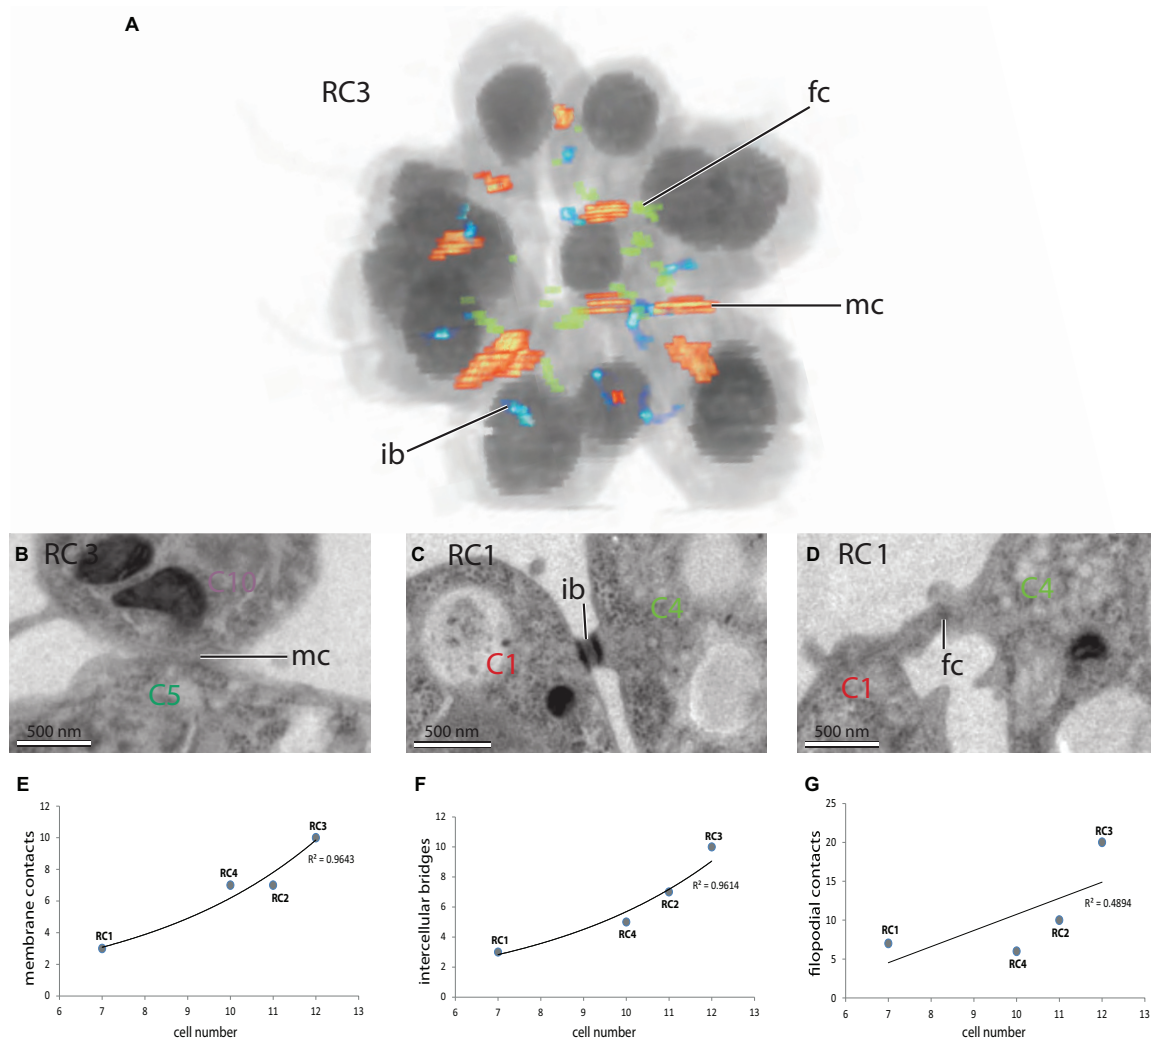 A
RC3
fc
mc
ib
B RC 3
C10
mc
C5
500 nm
C RC1
ib
C4
C1
500 nm
D RC1
C4
fc
C1
500 nm
E
12
10
8
6
4
2
0
membrane contacts
RC1
RC4
RC2
RC3
R² = 0.9643
6 7 8 9 10 11 12 13
cell number
F
12
10
8
6
4
2
0
intercellular bridges
RC1
RC4
RC2
RC3
R² = 0.9614
6 7 8 9 10 11 12 13
cell number
G
25
20
15
10
5
0
filopodial contacts
RC1
RC4
RC2
RC3
R² = 0.4894
6 7 8 9 10 11 12 13
cell number